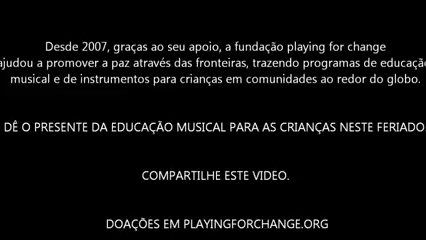 Desde 2007, graças ao seu apoio, a fundação playing for change
ajudou a promover a paz através das fronteiras, trazendo programas de educação
musical e de instrumentos para crianças em comunidades ao redor do globo.
DÊ O PRESENTE DA EDUCAÇÃO MUSICAL PARA AS CRIANÇAS NESTE FERIADO
COMPARTILHE ESTE VIDEO.
DOAÇÕES EM PLAYINGFORCHANGE.ORG